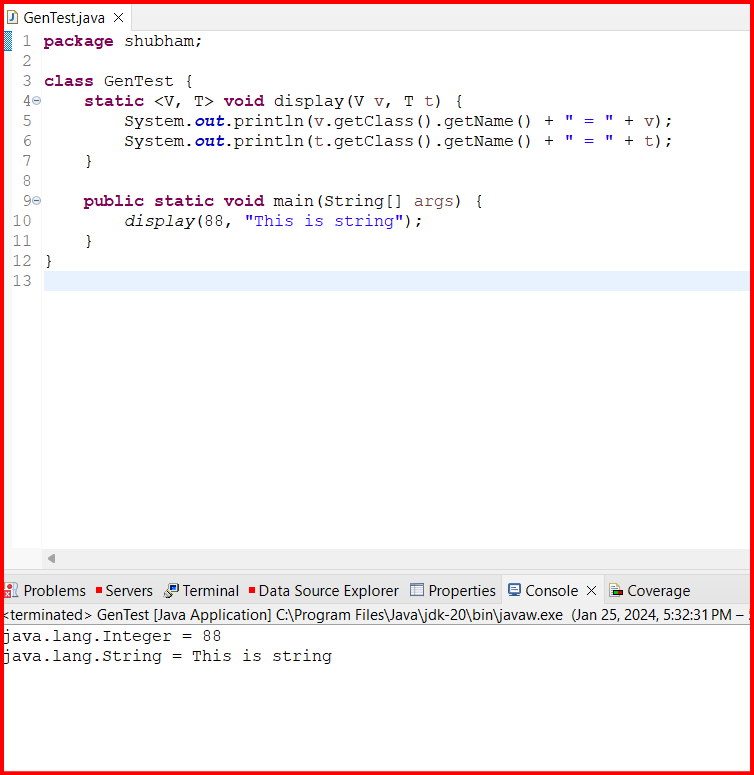 GenTest.java
1 package shubham;
2
3 class GenTest {
4     static <V, T> void display(V v, T t) {
5         System.out.println(v.getClass().getName() + " = " + v);
6         System.out.println(t.getClass().getName() + " = " + t);
7     }
8
9     public static void main(String[] args) {
10         display(88, "This is string");
11     }
12 }
13
Problems Servers Terminal Data Source Explorer Properties Console Coverage
<terminated> GenTest [Java Application] C:\Program Files\Java\jdk-20\bin\javaw.exe (Jan 25, 2024, 5:32:31 PM –
java.lang.Integer = 88
java.lang.String = This is string